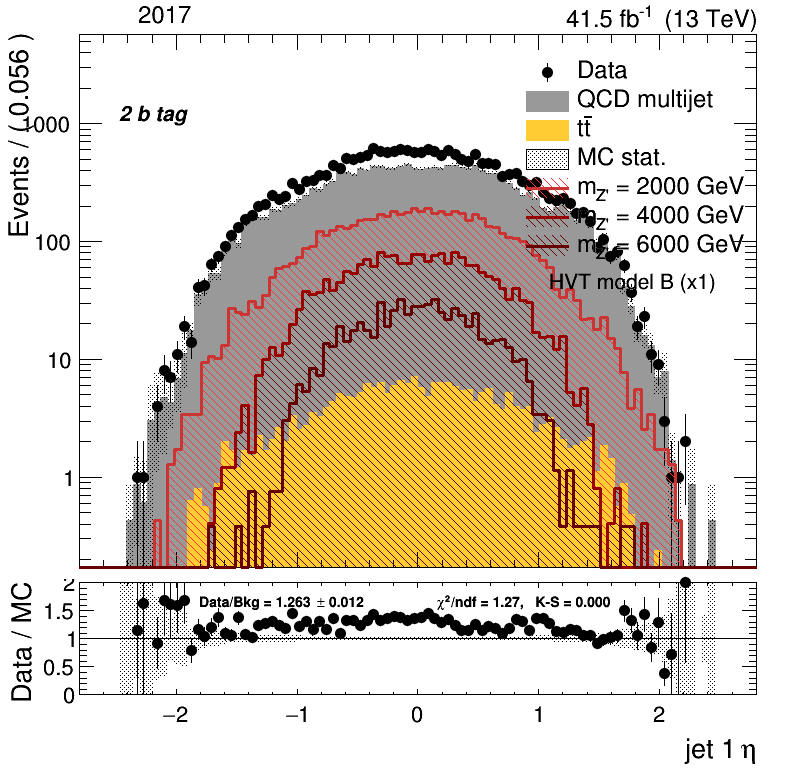 2017 41.5 fb⁻¹ (13 TeV)
Events / ( 0.056 )
2 b tag
Data
QCD multijet
tt̄
MC stat.
m_Z' = 2000 GeV
m_Z' = 4000 GeV
m_Z' = 6000 GeV
HVT model B (x1)
1000
100
10
1
Data / MC
Data/Bkg = 1.263 ± 0.012 χ²/ndf = 1.27, K-S = 0.000
2
1.5
1
0.5
0
−2 −1 0 1 2
jet 1 η